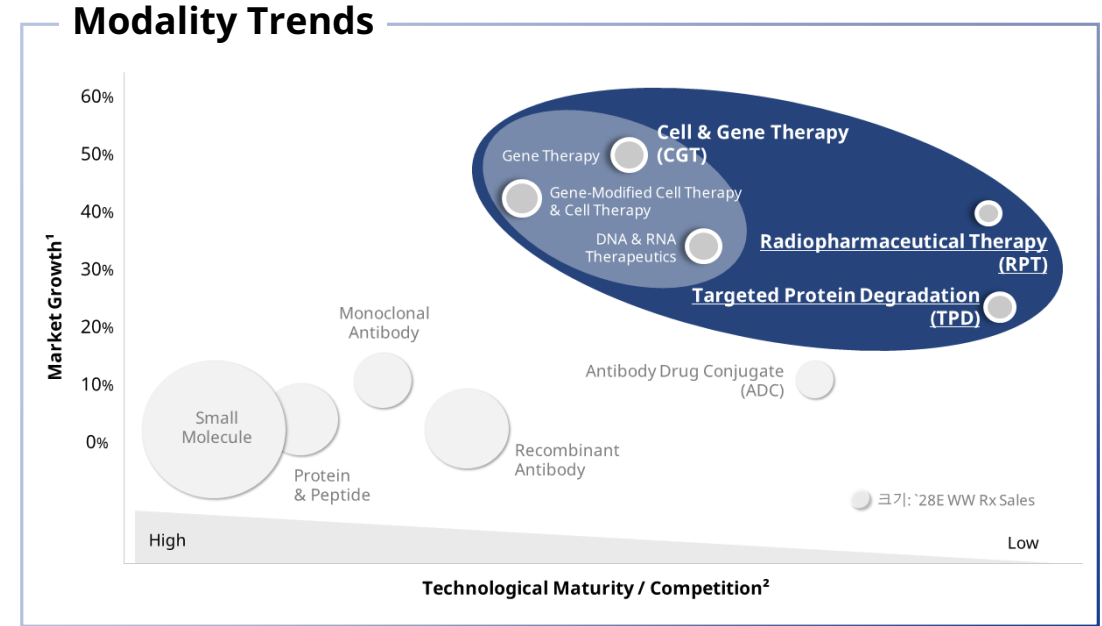 Modality Trends
60%
50%
40%
30%
20%
10%
0%
Market Growth¹
Cell & Gene Therapy
(CGT)
Gene Therapy
Gene-Modified Cell Therapy
& Cell Therapy
DNA & RNA
Therapeutics
Radiopharmaceutical Therapy
(RPT)
Targeted Protein Degradation
(TPD)
Monoclonal
Antibody
Antibody Drug Conjugate
(ADC)
Small
Molecule
Recombinant
Antibody
Protein
& Peptide
크기: `28E WW Rx Sales
High
Low
Technological Maturity / Competition²